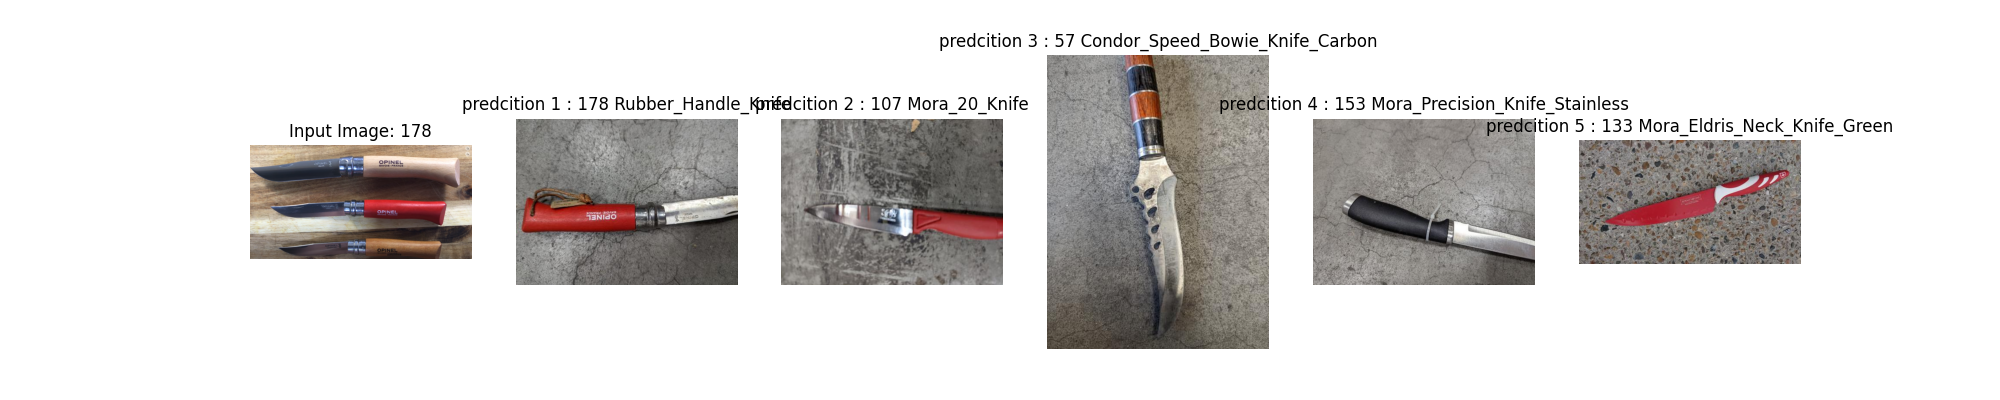 predcition 3 : 57 Condor_Speed_Bowie_Knife_Carbon
predcition 1 : 178 Rubber_Handle_Knife
predcition 2 : 107 Mora_20_Knife
predcition 4 : 153 Mora_Precision_Knife_Stainless
predcition 5 : 133 Mora_Eldris_Neck_Knife_Green
Input Image: 178
OPINEL
OPINEL
OPINEL
OPINEL